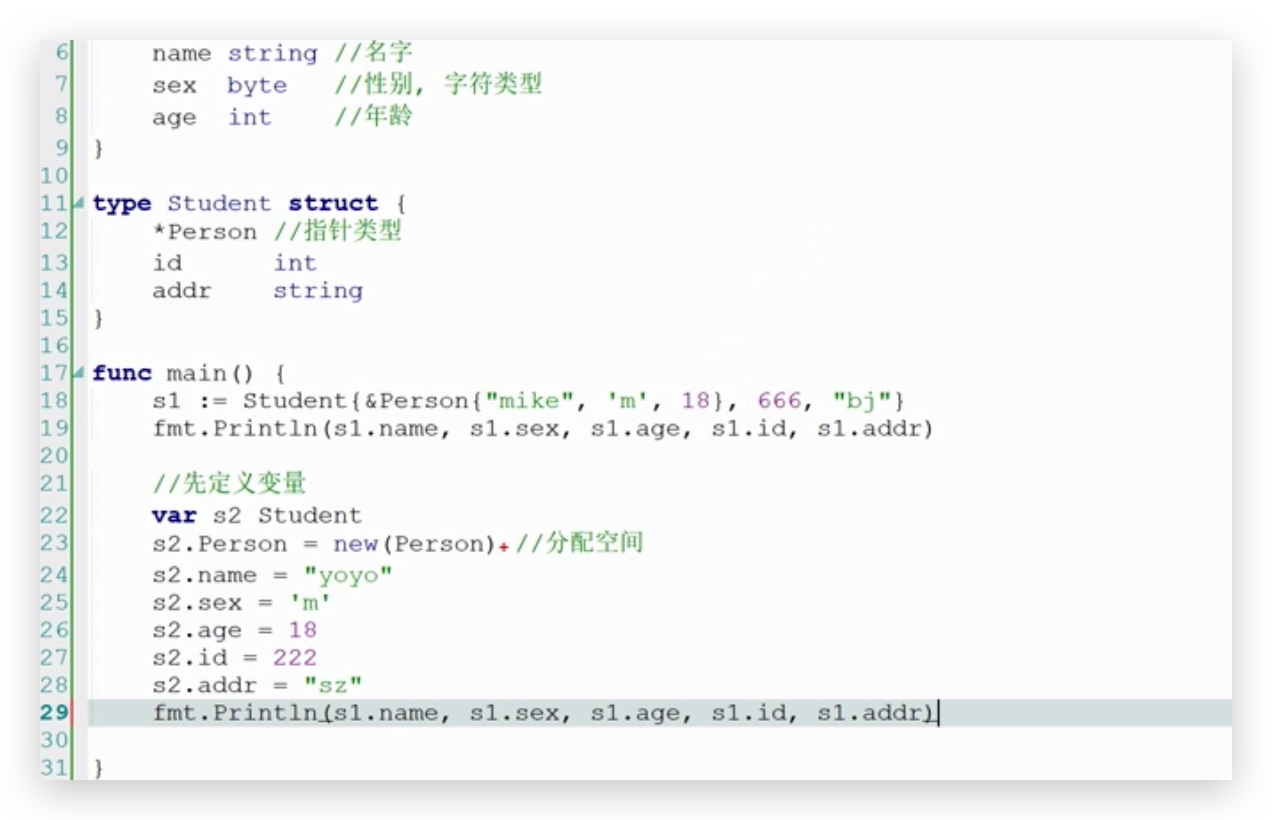 6 name string //名字
7 sex byte //性别, 字符类型
8 age int //年龄
9 }
10
11 type Student struct {
12 *Person //指针类型
13 id int
14 addr string
15 }
16
17 func main() {
18 s1 := Student{&Person{"mike", 'm', 18}, 666, "bj"}
19 fmt.Println(s1.name, s1.sex, s1.age, s1.id, s1.addr)
20
21 //先定义变量
22 var s2 Student
23 s2.Person = new(Person) //分配空间
24 s2.name = "yoyo"
25 s2.sex = 'm'
26 s2.age = 18
27 s2.id = 222
28 s2.addr = "sz"
29 fmt.Println(s1.name, s1.sex, s1.age, s1.id, s1.addr)
30
31 }